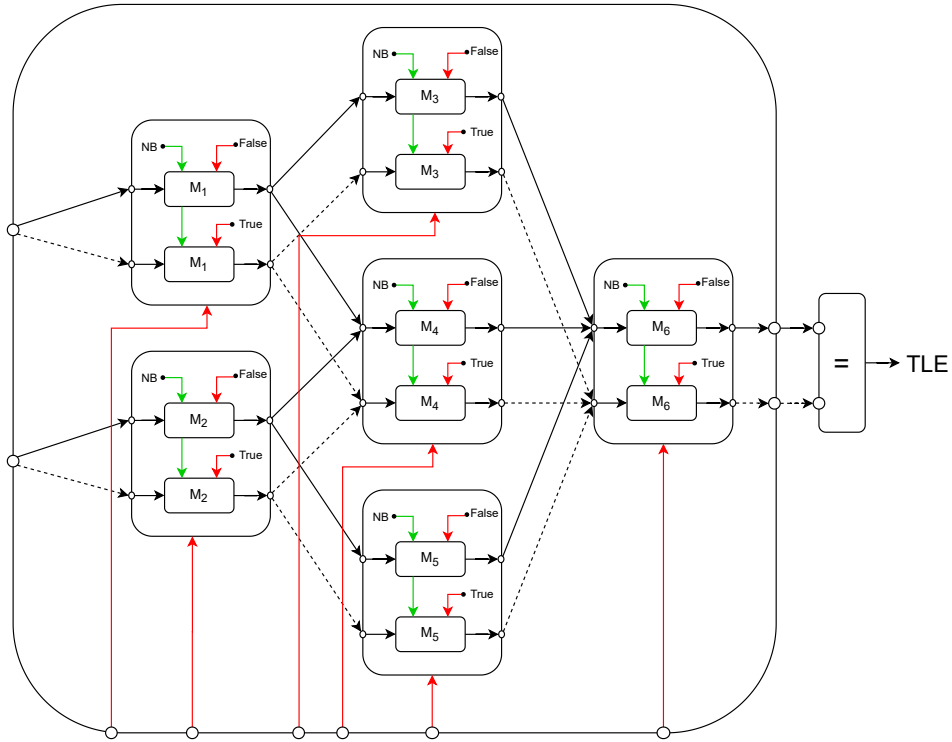 NB
False
M3
True
M3
NB
False
M1
True
M1
NB
False
M4
True
M4
NB
False
M6
True
M6
=
TLE
NB
False
M2
True
M2
NB
False
M5
True
M5